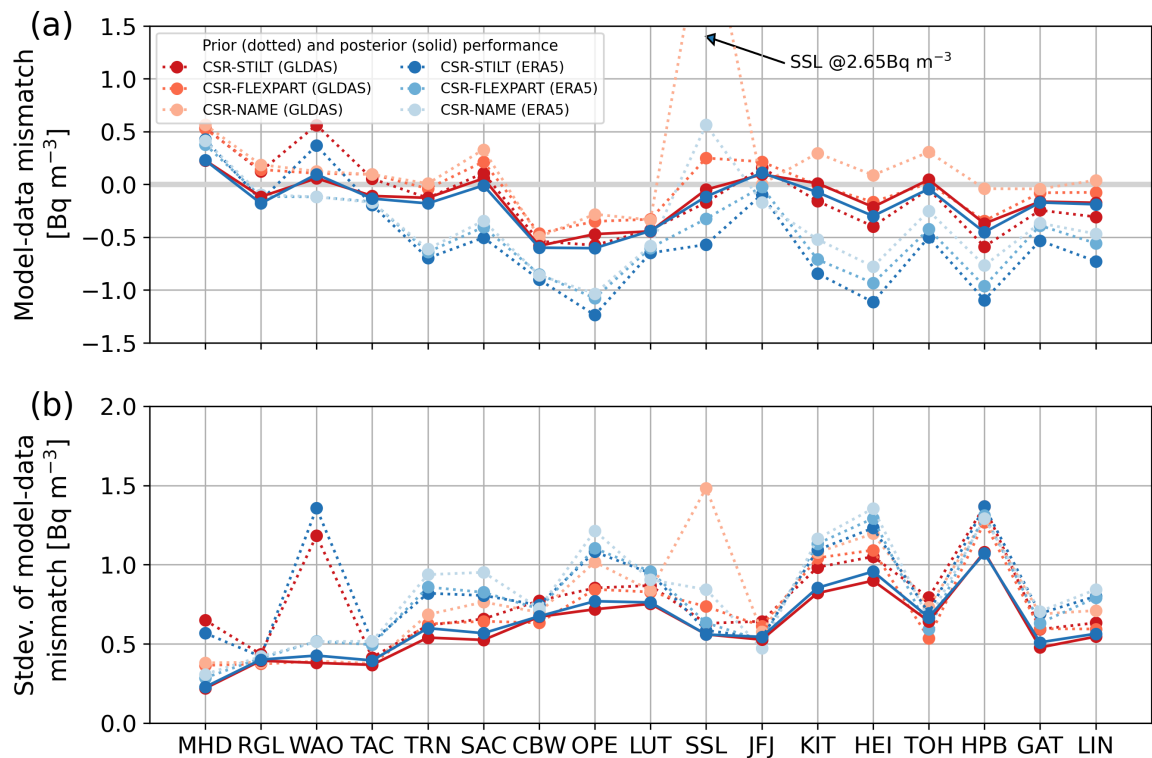 (a)
Model-data mismatch
[Bq m⁻³]
1.5
1.0
0.5
0.0
−0.5
−1.0
−1.5
Prior (dotted) and posterior (solid) performance
CSR-STILT (GLDAS) CSR-STILT (ERA5)
CSR-FLEXPART (GLDAS) CSR-FLEXPART (ERA5)
CSR-NAME (GLDAS) CSR-NAME (ERA5)
SSL @2.65Bq m⁻³
(b)
Stdev. of model-data
mismatch [Bq m⁻³]
2.0
1.5
1.0
0.5
0.0
MHD RGL WAO TAC TRN SAC CBW OPE LUT SSL JFJ KIT HEI TOH HPB GAT LIN